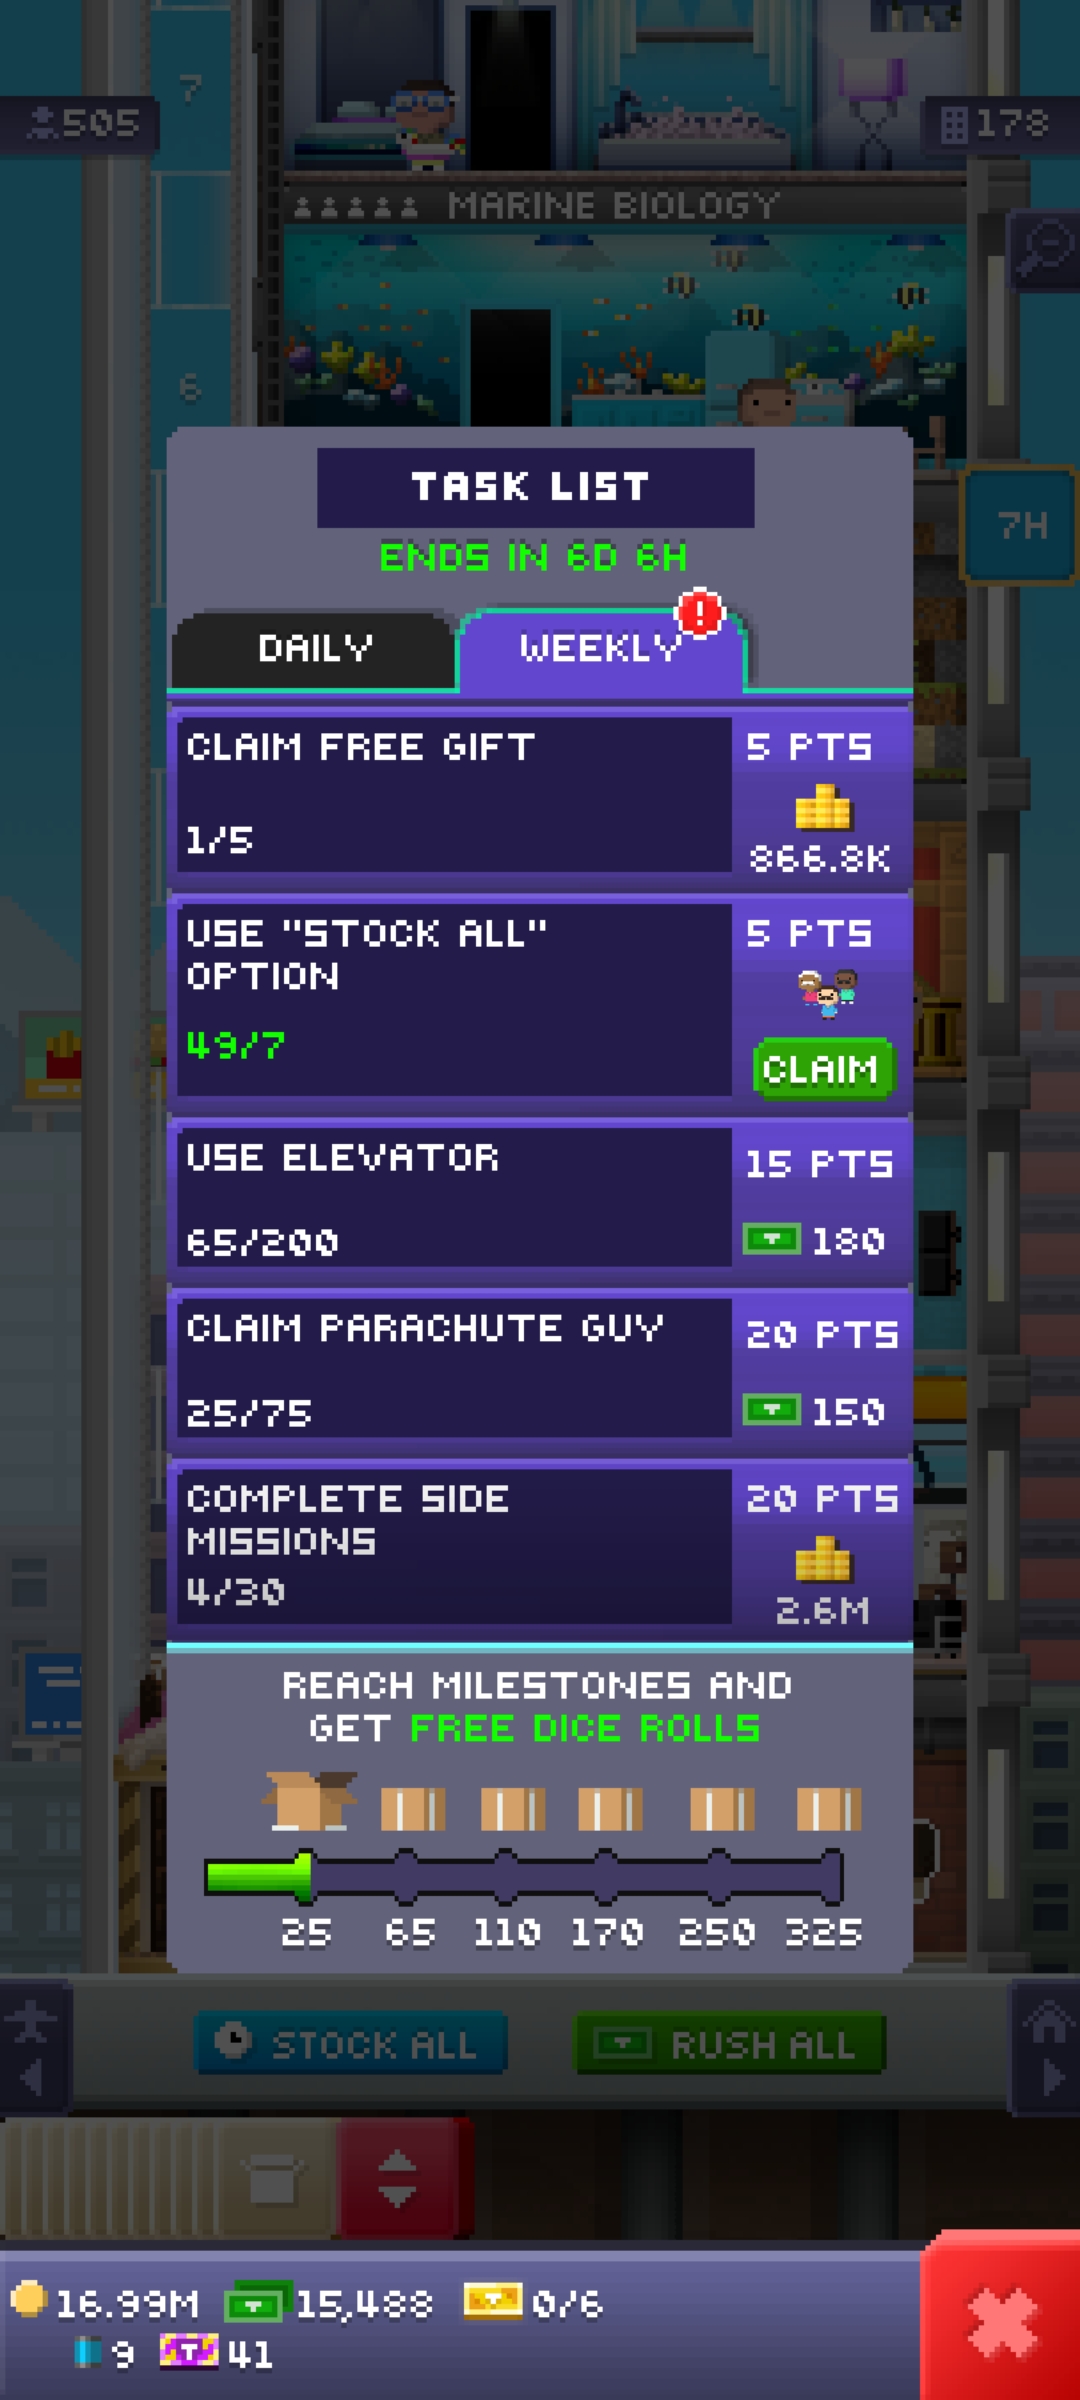 7
505
178
MARINE BIOLOGY
6
TASK LIST
ENDS IN 6D 6H
7H
DAILY
WEEKLY
!
CLAIM FREE GIFT
5 PTS
1/5
866.8K
USE "STOCK ALL"
OPTION
5 PTS
49/7
CLAIM
USE ELEVATOR
15 PTS
65/200
180
CLAIM PARACHUTE GUY
20 PTS
25/75
150
COMPLETE SIDE
MISSIONS
20 PTS
4/30
2.6M
REACH MILESTONES AND
GET FREE DICE ROLLS
25 65 110 170 250 325
STOCK ALL
RUSH ALL
16.99M 15,488 0/6
9 41